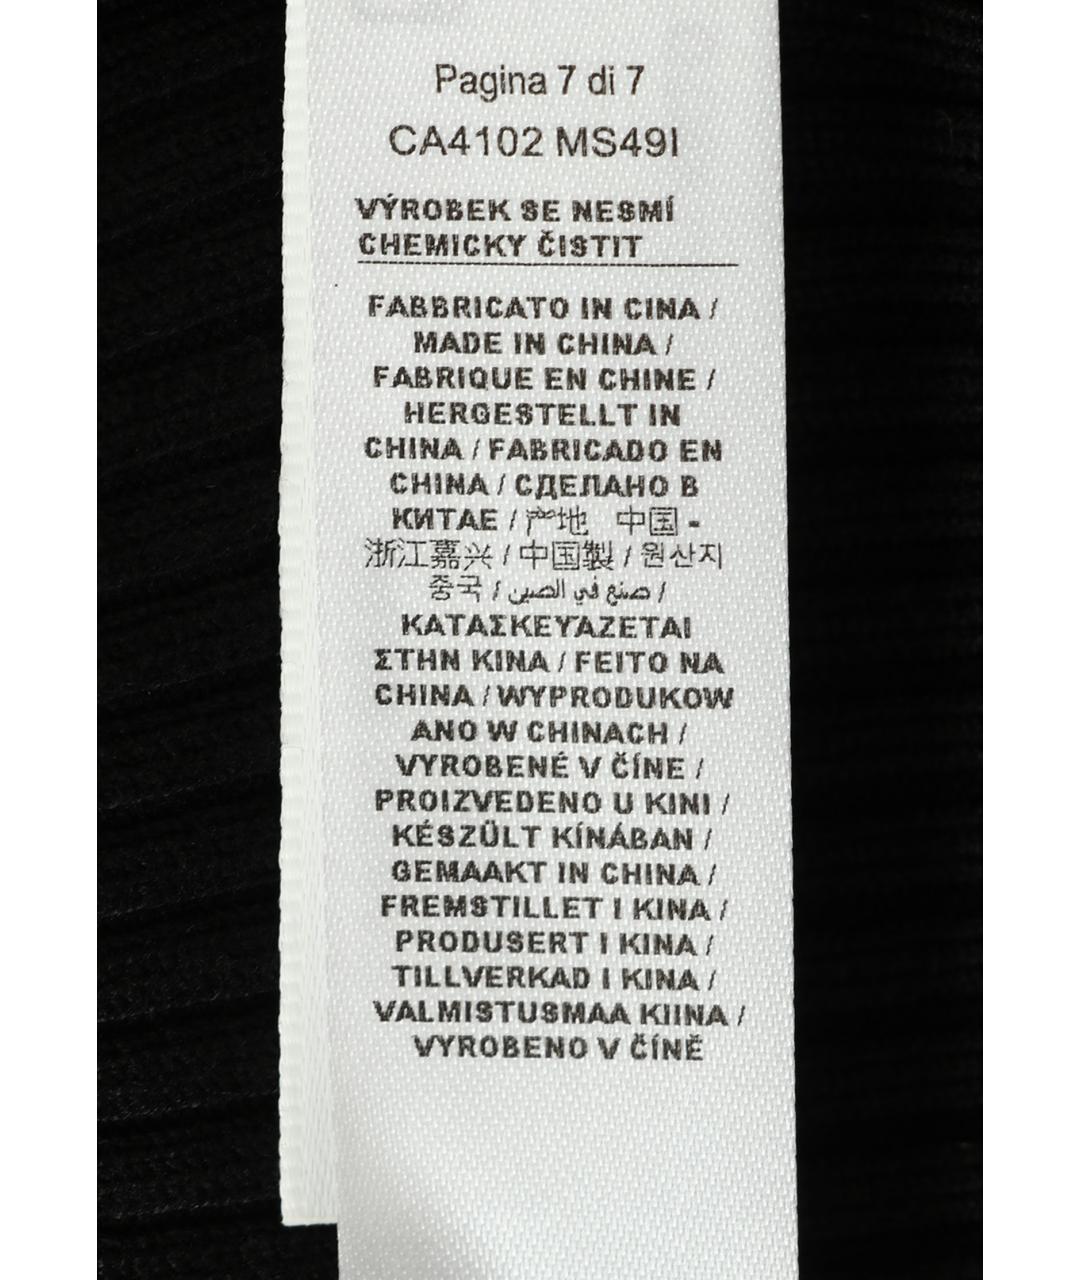 Pagina 7 di 7
CA4102 MS49I
VÝROBEK SE NESMÍ
CHEMICKY ČISTIT
FABBRICATO IN CINA /
MADE IN CHINA /
FABRIQUE EN CHINE /
HERGESTELLT IN
CHINA / FABRICADO EN
CHINA / СДЕЛАНО В
КИТАЕ / 产地 中国 -
浙江嘉兴 / 中国製 / 원산지
중국 / صنع في الصين /
ΚΑΤΑΣΚΕΥΑΖΕΤΑΙ
ΣΤΗΝ ΚΙΝΑ / FEITO NA
CHINA / WYPRODUKOW
ANO W CHINACH /
VYROBENÉ V ČÍNE /
PROIZVEDENO U KINI /
KÉSZÜLT KÍNÁBAN /
GEMAAKT IN CHINA /
FREMSTILLET I KINA /
PRODUSERT I KINA /
TILLVERKAD I KINA /
VALMISTUSMAA KIINA /
VYROBENO V ČÍNĚ